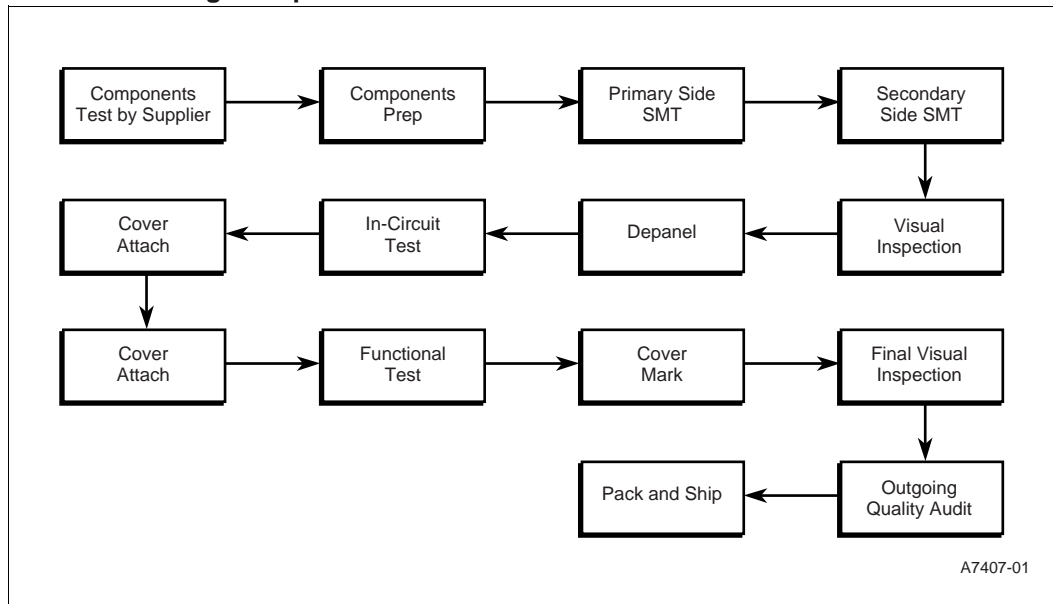 Components
Test by Supplier
Components
Prep
Primary Side
SMT
Secondary
Side SMT
Cover
Attach
In-Circuit
Test
Depanel
Visual
Inspection
Cover
Attach
Functional
Test
Cover
Mark
Final Visual
Inspection
Pack and Ship
Outgoing
Quality Audit
A7407-01